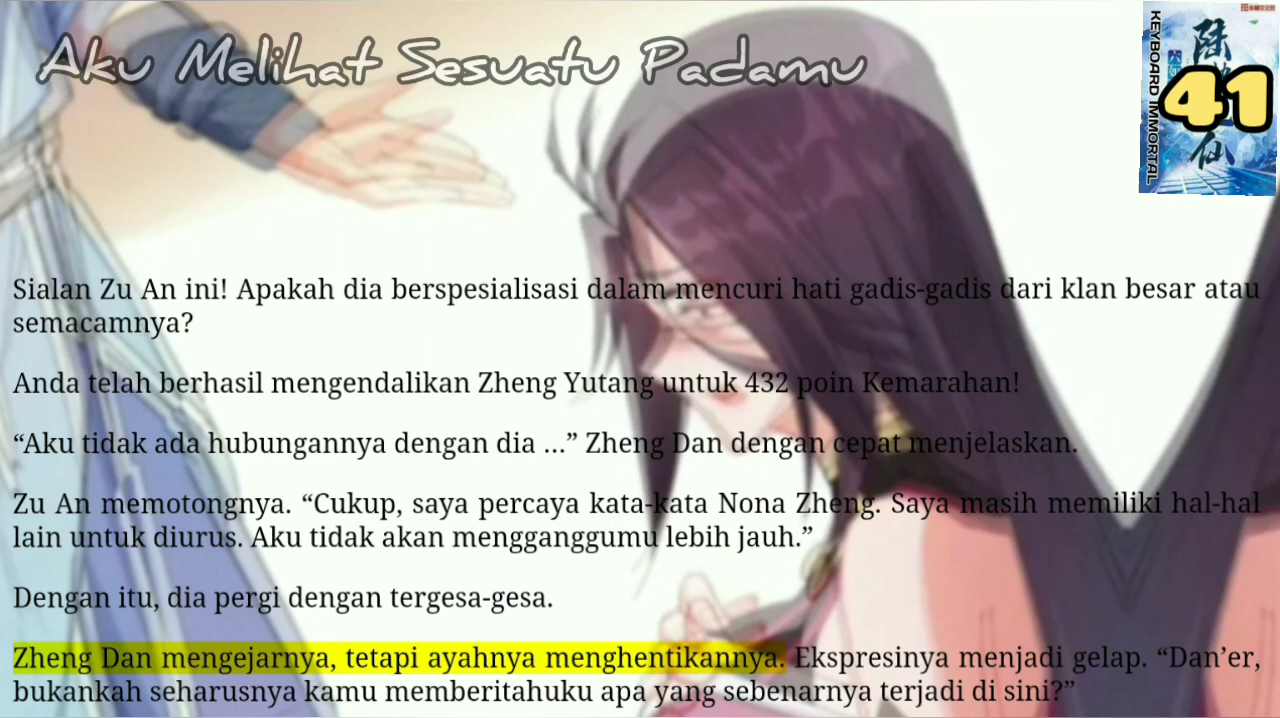 Aku Melihat Sesuatu Padamu
KEYBOARD IMMORTAL
41
仙
Sialan Zu An ini! Apakah dia berspesialisasi dalam mencuri hati gadis-gadis dari klan besar atau
semacamnya?
Anda telah berhasil mengendalikan Zheng Yutang untuk 432 poin Kemarahan!
“Aku tidak ada hubungannya dengan dia …” Zheng Dan dengan cepat menjelaskan.
Zu An memotongnya. “Cukup, saya percaya kata-kata Nona Zheng. Saya masih memiliki hal-hal
lain untuk diurus. Aku tidak akan mengganggumu lebih jauh.”
Dengan itu, dia pergi dengan tergesa-gesa.
Zheng Dan mengejarnya, tetapi ayahnya menghentikannya. Ekspresinya menjadi gelap. “Dan’er,
bukankah seharusnya kamu memberitahuku apa yang sebenarnya terjadi di sini?”